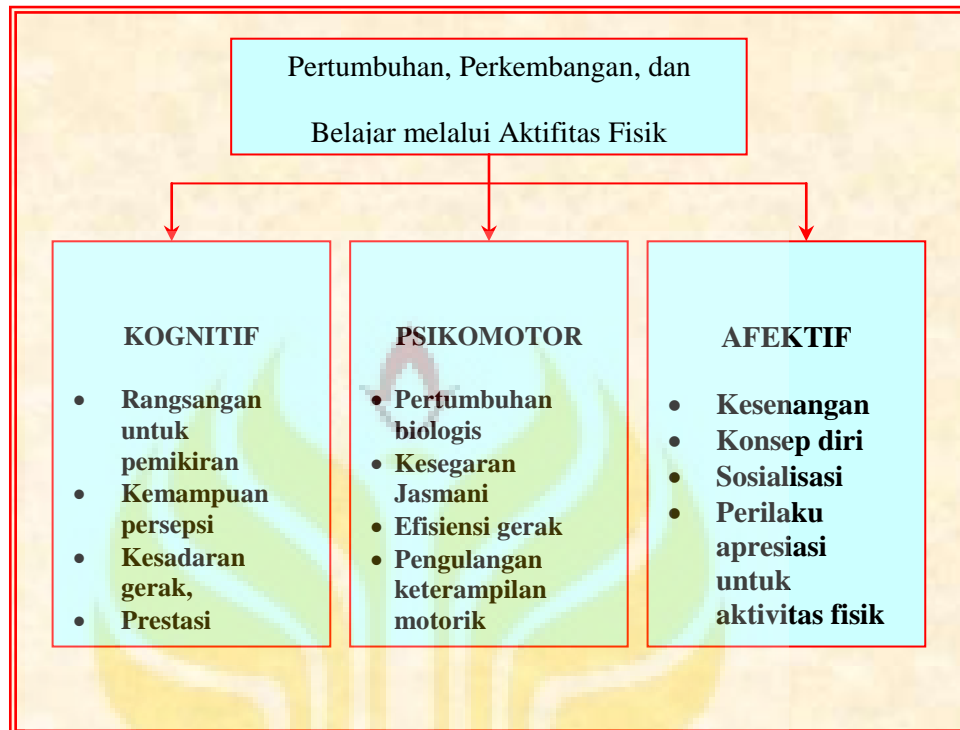 Pertumbuhan, Perkembangan, dan
Belajar melalui Aktifitas Fisik
KOGNITIF
• Rangsangan
untuk
pemikiran
• Kemampuan
persepsi
• Kesadaran
gerak,
• Prestasi
PSIKOMOTOR
• Pertumbuhan
biologis
• Kesegaran
Jasmani
• Efisiensi gerak
• Pengulangan
keterampilan
motorik
AFEKTIF
• Kesenangan
• Konsep diri
• Sosialisasi
• Perilaku
apresiasi
untuk
aktivitas fisik